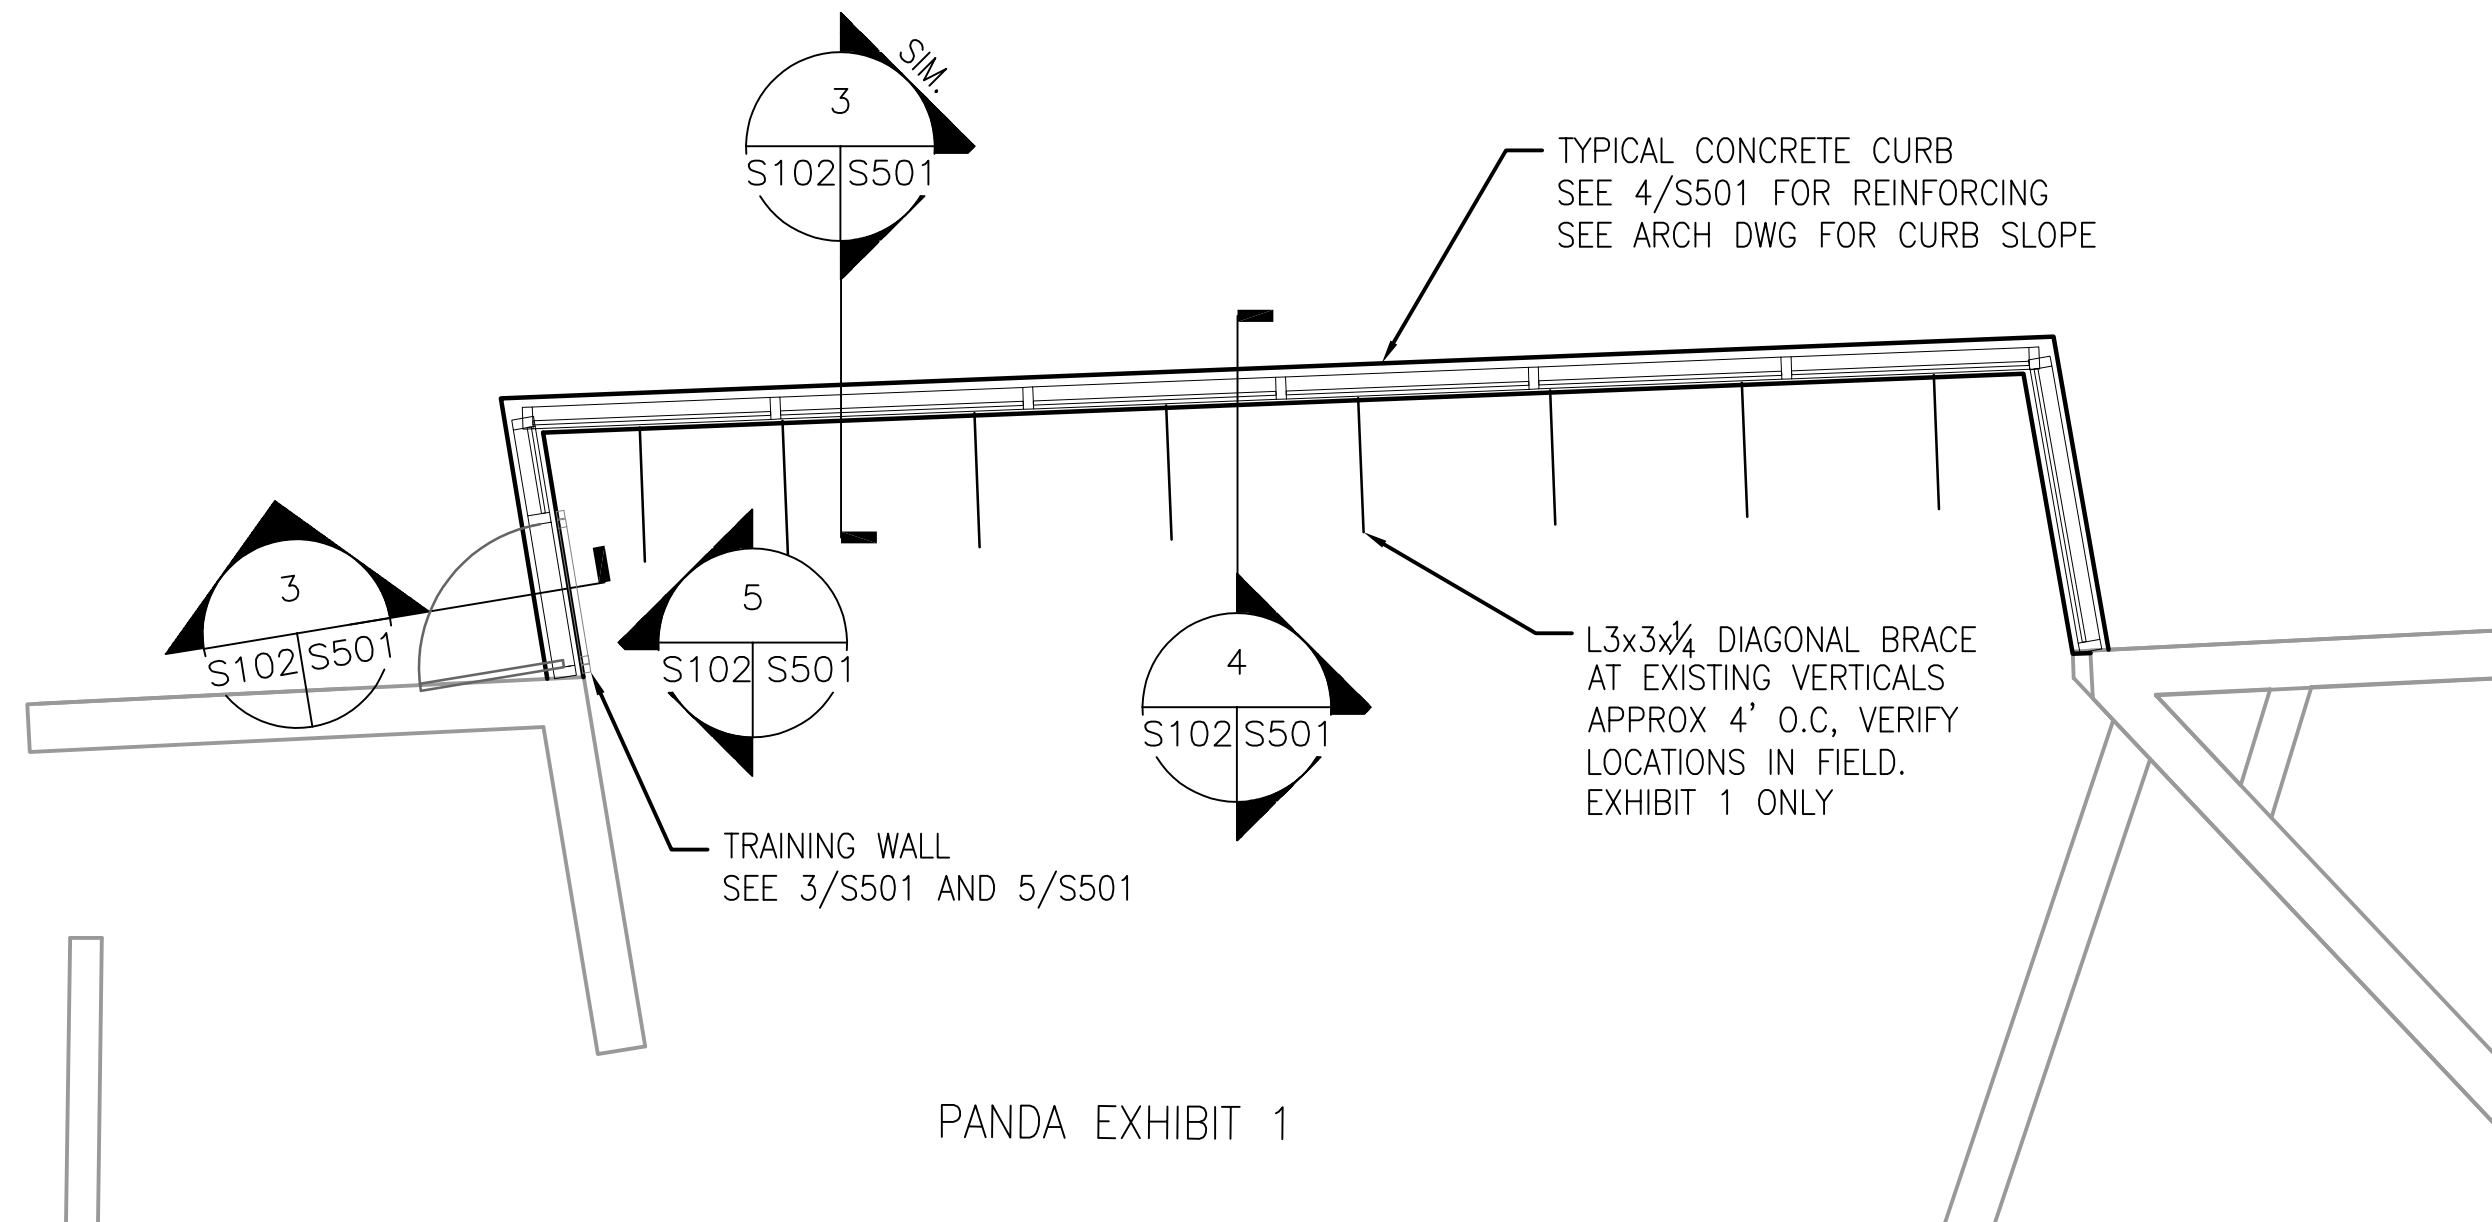 SIM.
3
S102 S501
TYPICAL CONCRETE CURB
SEE 4/S501 FOR REINFORCING
SEE ARCH DWG FOR CURB SLOPE
3
S102 S501
5
S102 S501
4
S102 S501
L3x3x1/4 DIAGONAL BRACE
AT EXISTING VERTICALS
APPROX 4' O.C, VERIFY
LOCATIONS IN FIELD.
EXHIBIT 1 ONLY
TRAINING WALL
SEE 3/S501 AND 5/S501
PANDA EXHIBIT 1